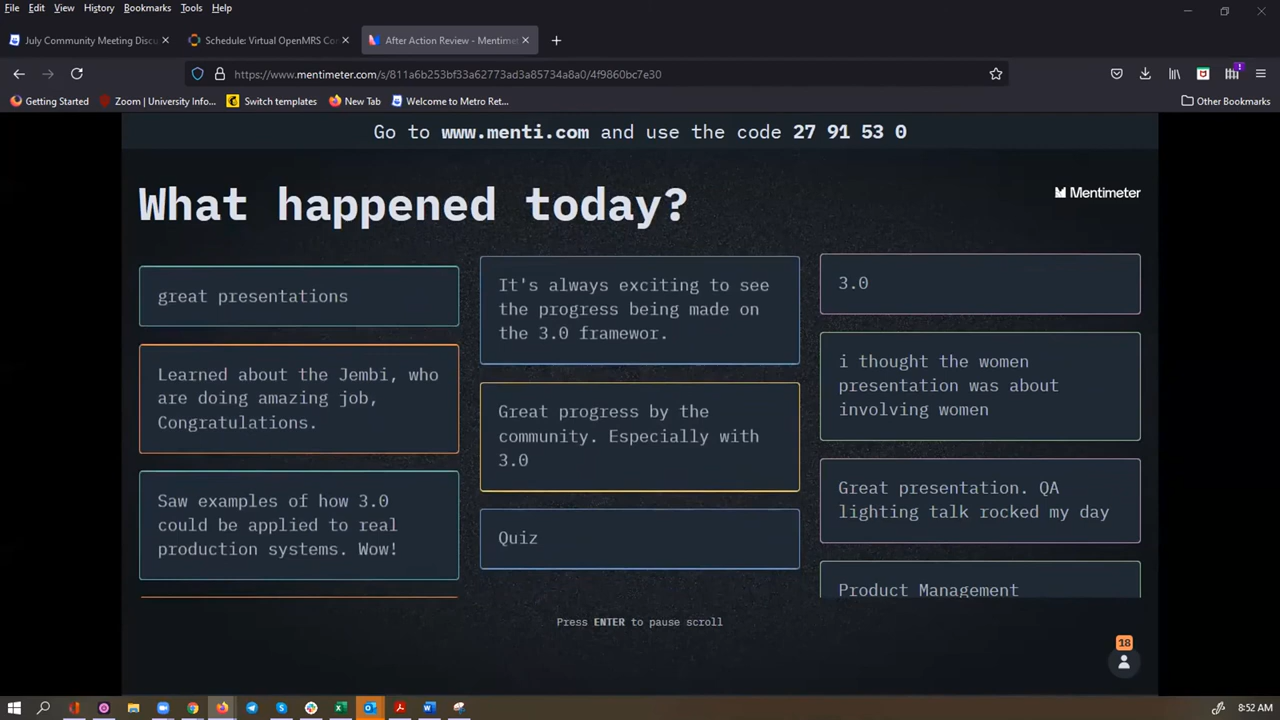 File Edit View History Bookmarks Tools Help
July Community Meeting Discu
Schedule: Virtual OpenMRS Co
After Action Review - Mentimet
https://www.mentimeter.com/s/811a6b253bf33a62773ad3a85734a8a0/4f9860bc7e30
Getting Started
Zoom | University Info...
Switch templates
New Tab
Welcome to Metro Ret...
Other Bookmarks
Go to www.menti.com and use the code 27 91 53 0
What happened today?
Mentimeter
great presentations
Learned about the Jembi, who
are doing amazing job,
Congratulations.
Saw examples of how 3.0
could be applied to real
production systems. Wow!
It's always exciting to see
the progress being made on
the 3.0 framewor.
Great progress by the
community. Especially with
3.0
Quiz
3.0
i thought the women
presentation was about
involving women
Great presentation. QA
lighting talk rocked my day
Product Management
Press ENTER to pause scroll
18
8:52 AM